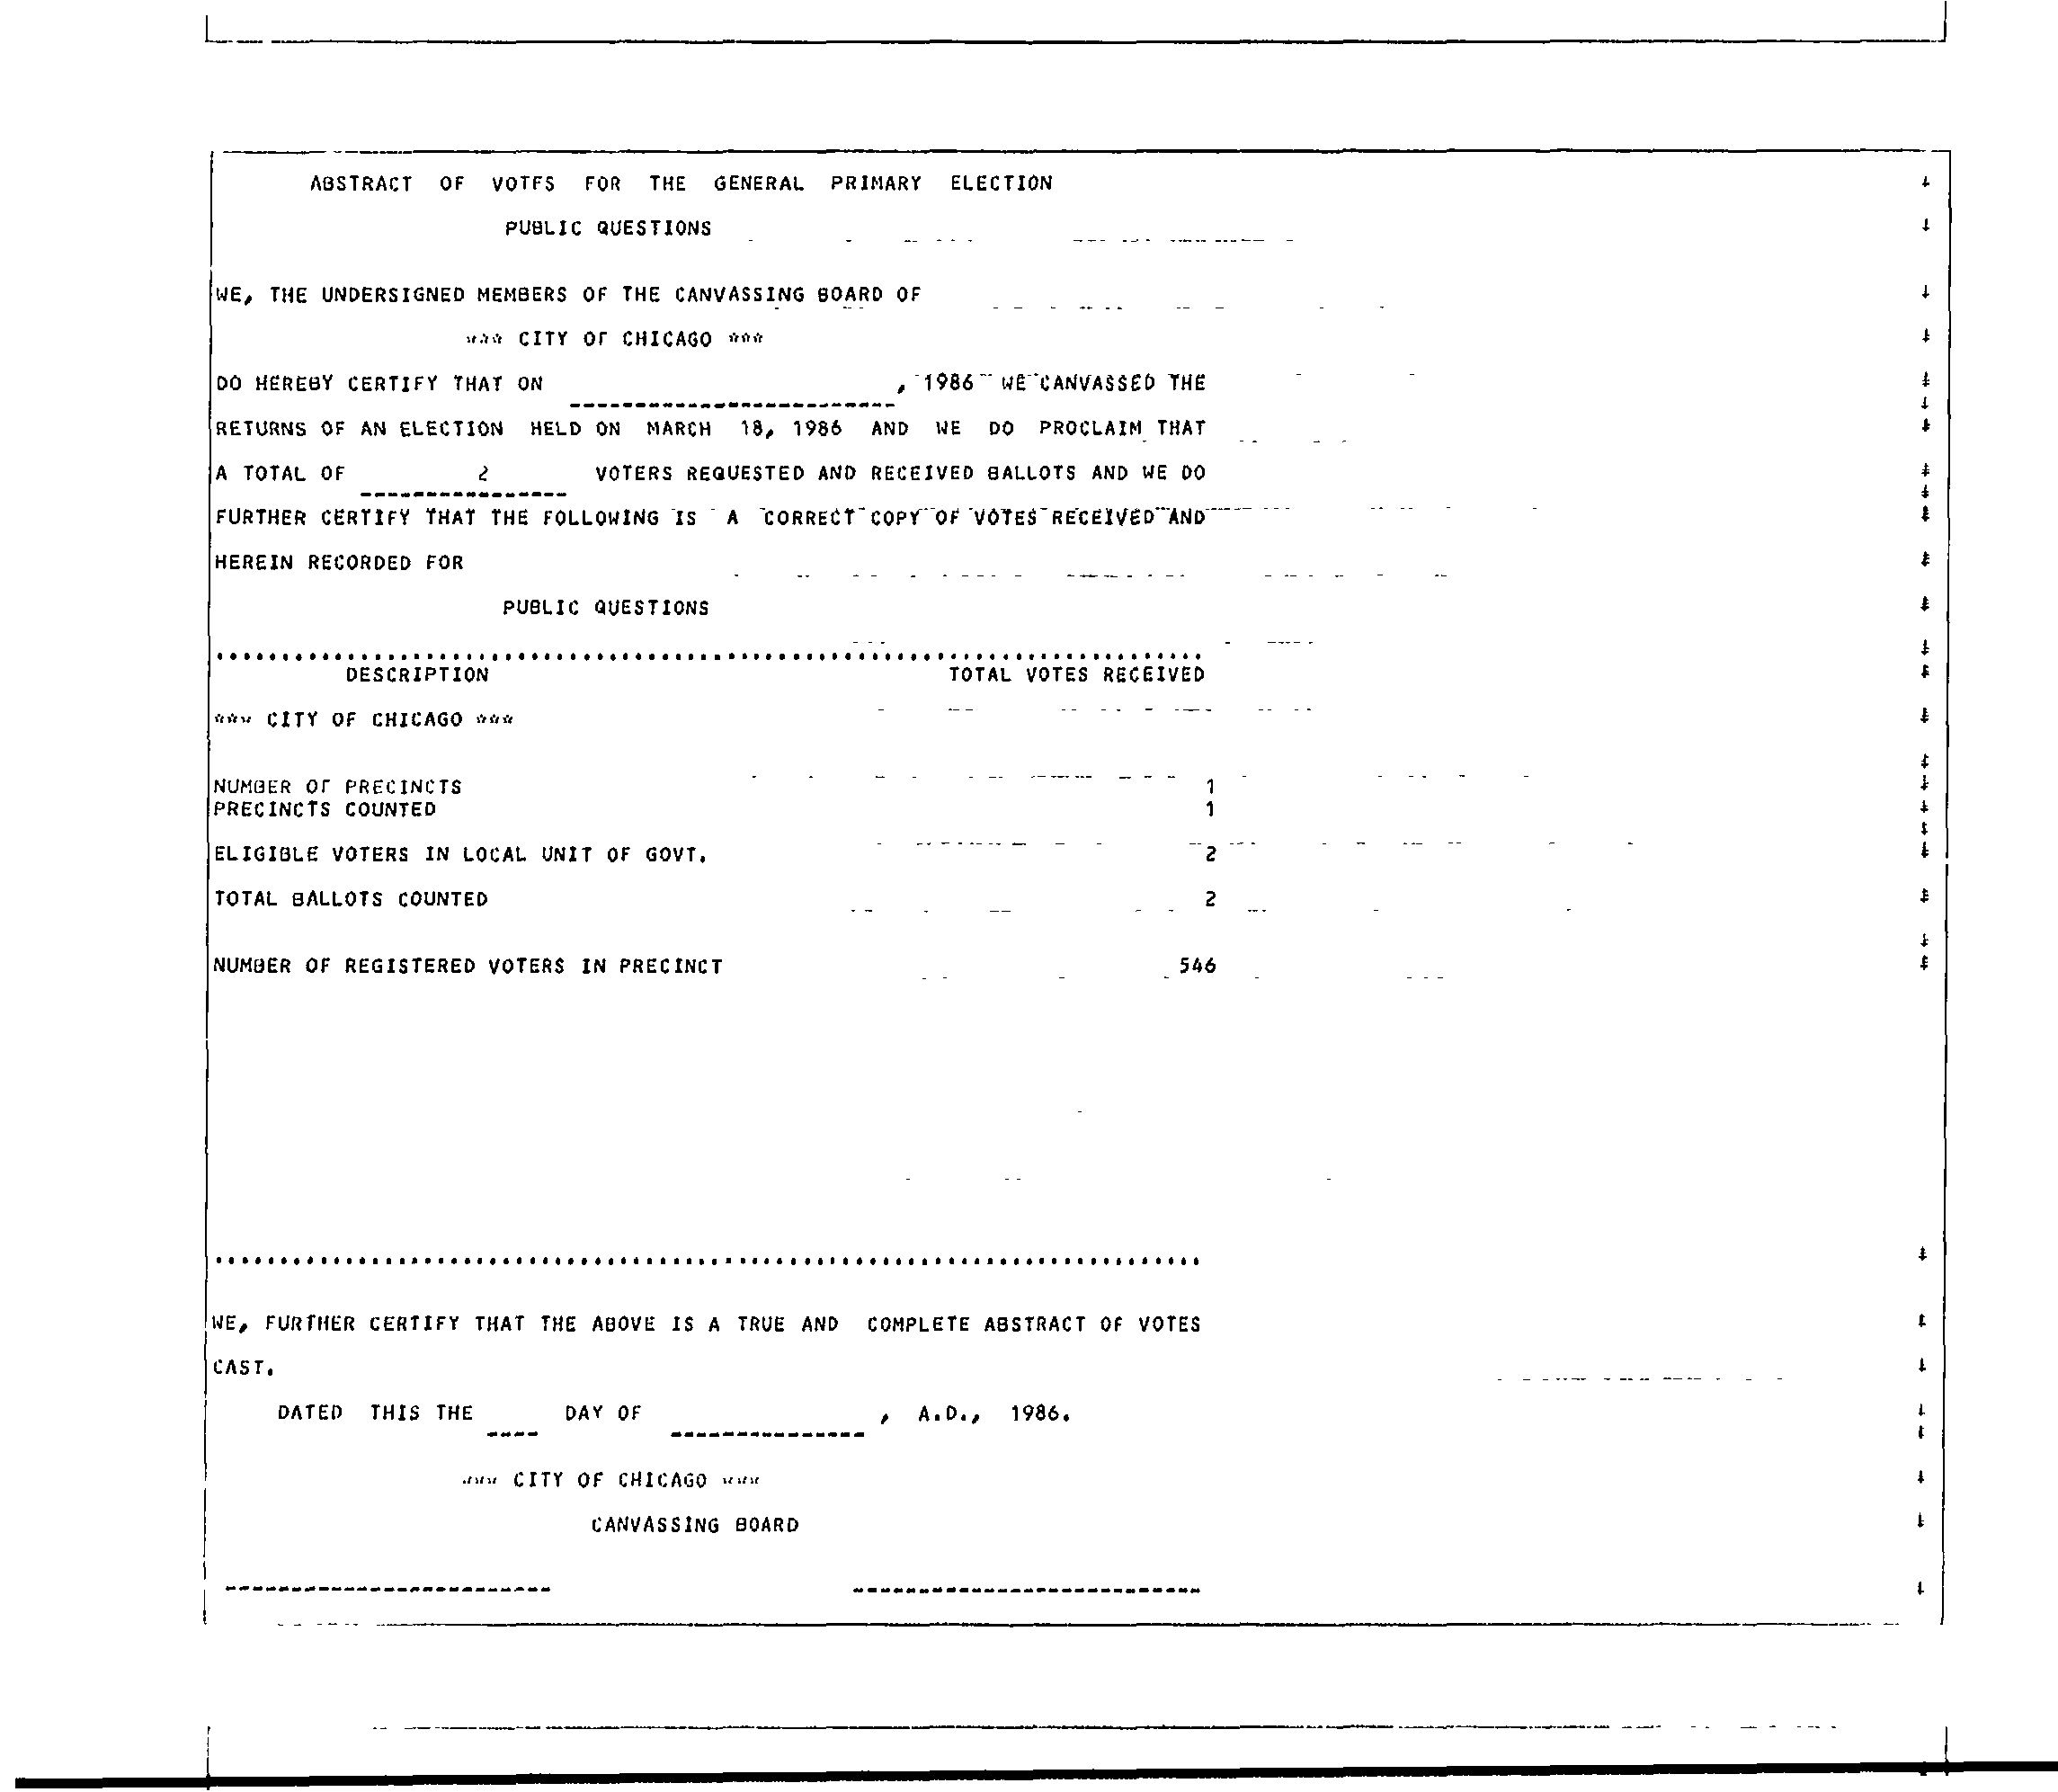 ABSTRACT OF VOTES FOR THE GENERAL PRIMARY ELECTION
PUBLIC QUESTIONS
WE, THE UNDERSIGNED MEMBERS OF THE CANVASSING BOARD OF
*** CITY OF CHICAGO ***
DO HEREBY CERTIFY THAT ON ________________________, 1986 WE CANVASSED THE
RETURNS OF AN ELECTION HELD ON MARCH 18, 1986 AND WE DO PROCLAIM THAT
A TOTAL OF 2 VOTERS REQUESTED AND RECEIVED BALLOTS AND WE DO
FURTHER CERTIFY THAT THE FOLLOWING IS A CORRECT COPY OF VOTES RECEIVED AND
HEREIN RECORDED FOR
PUBLIC QUESTIONS
DESCRIPTION TOTAL VOTES RECEIVED
*** CITY OF CHICAGO ***
NUMBER OF PRECINCTS 1
PRECINCTS COUNTED 1
ELIGIBLE VOTERS IN LOCAL UNIT OF GOVT. 2
TOTAL BALLOTS COUNTED 2
NUMBER OF REGISTERED VOTERS IN PRECINCT 546
WE, FURTHER CERTIFY THAT THE ABOVE IS A TRUE AND COMPLETE ABSTRACT OF VOTES
CAST.
DATED THIS THE ____ DAY OF _______________, A.D., 1986.
*** CITY OF CHICAGO ***
CANVASSING BOARD